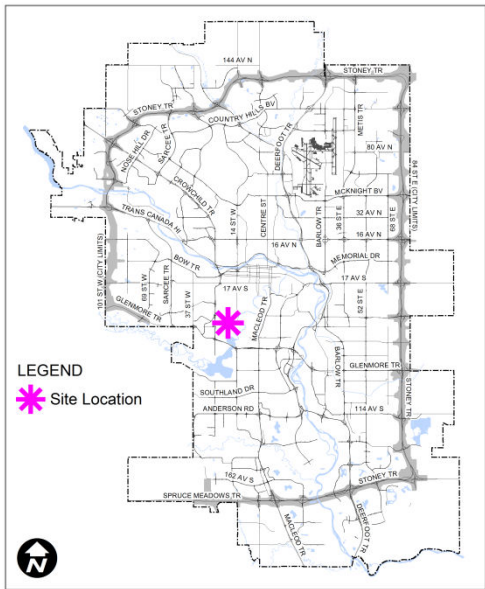 144 AV N
STONEY TR
STONEY TR
COUNTRY HILLS BV
METIS TR
NOSE HILL DR
SARCEE TR
DEERFOOT TR
80 AV N
84 ST E (CITY LIMITS)
CROWCHILD TR
MCKNIGHT BV
14 ST W
CENTRE ST
BARLOW TR
36 ST E
32 AV N
68 ST E
TRANS CANADA HI
16 AV N
16 AV N
BOW TR
MEMORIAL DR
101 ST W (CITY LIMITS)
69 ST W
SARCEE TR
37 ST W
17 AV S
17 AV S
MACLEOD TR
52 ST E
GLENMORE TR
BARLOW TR
GLENMORE TR
LEGEND
Site Location
SOUTHLAND DR
STONEY TR
ANDERSON RD
114 AV S
162 AV S
STONEY TR
SPRUCE MEADOWS TR
MACLEOD TR
DEERFOOT TR
N